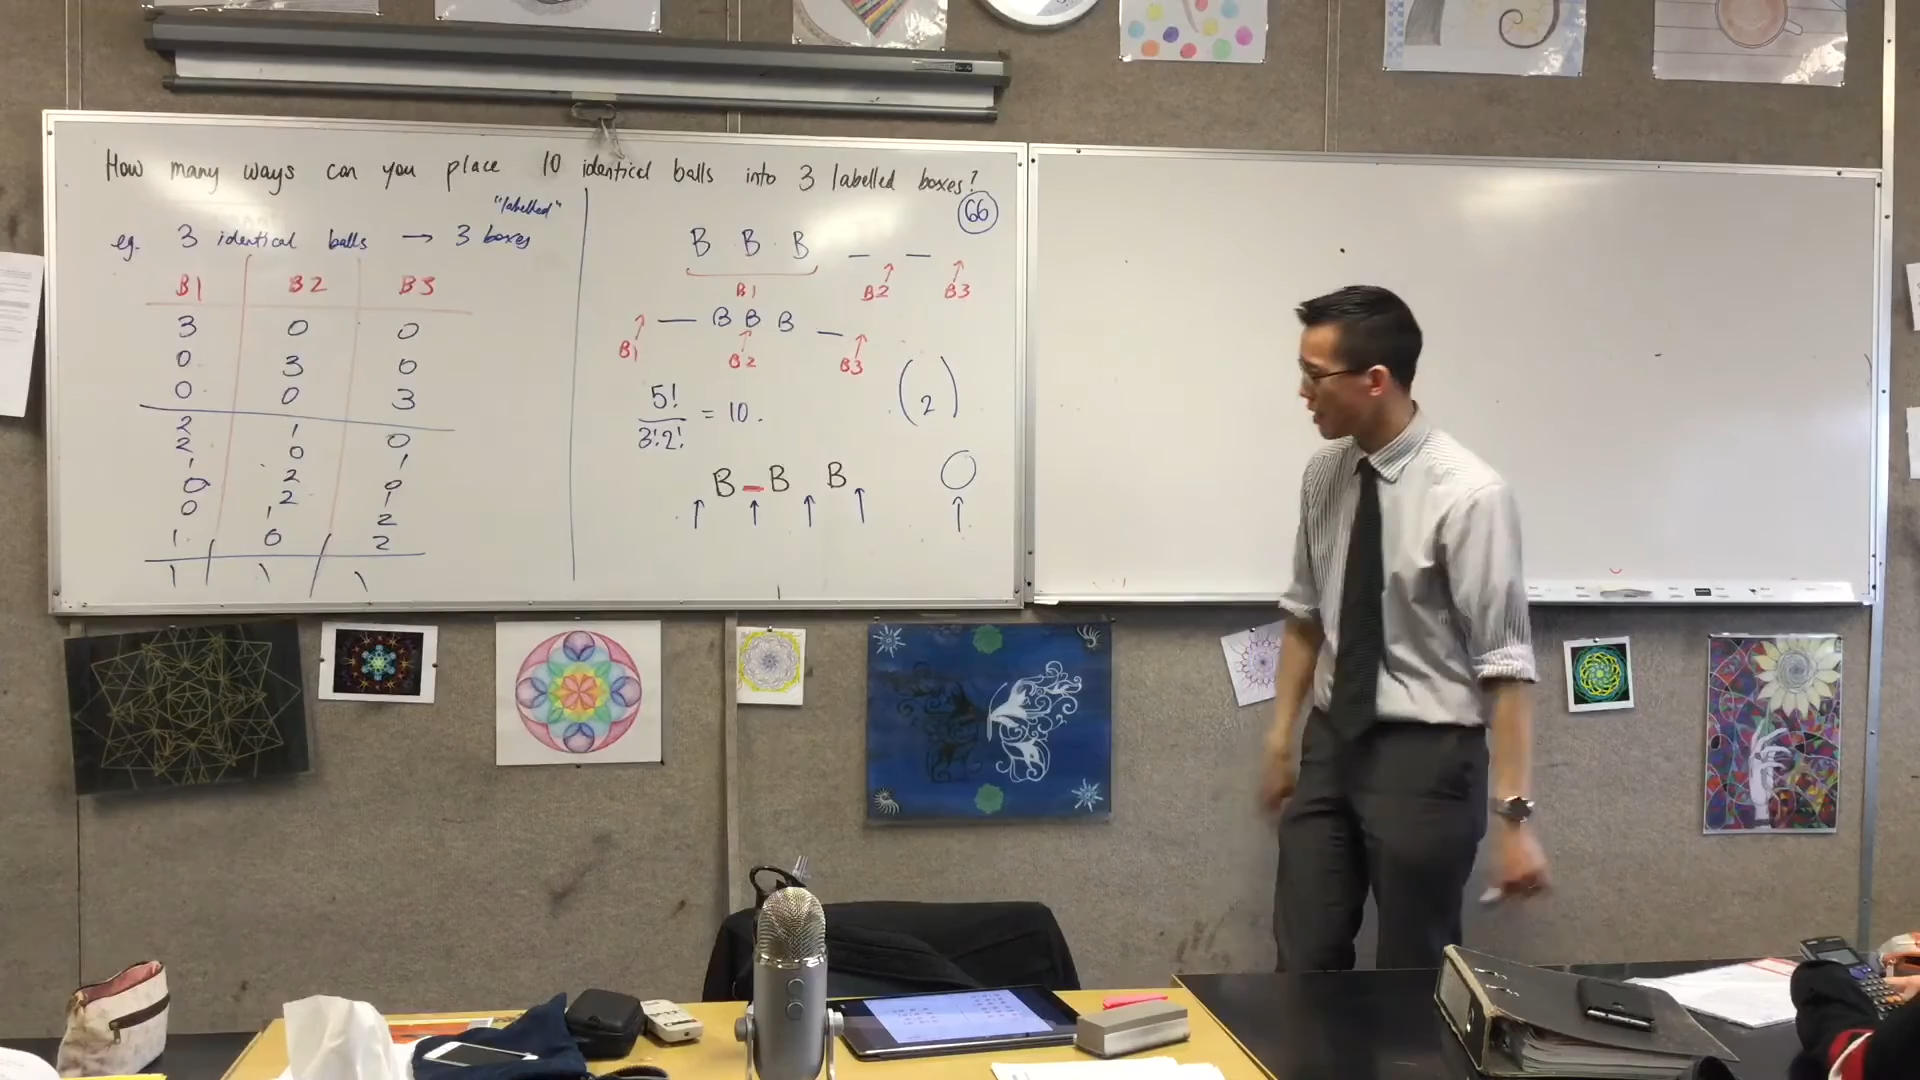 How many ways can you place 10 identical balls into 3 labelled boxes?
66
"labelled"
eg. 3 identical balls → 3 boxes
B1 B2 B3
3 0 0
0 3 0
0 0 3
2 1 0
2 0 1
1 2 0
0 2 1
0 1 2
1 0 2
1 1 1
B B B _ _
B1 B2 B3
_ B B B _
B1 B2 B3
5!
3!2! = 10.
( 2 )
B _ B B